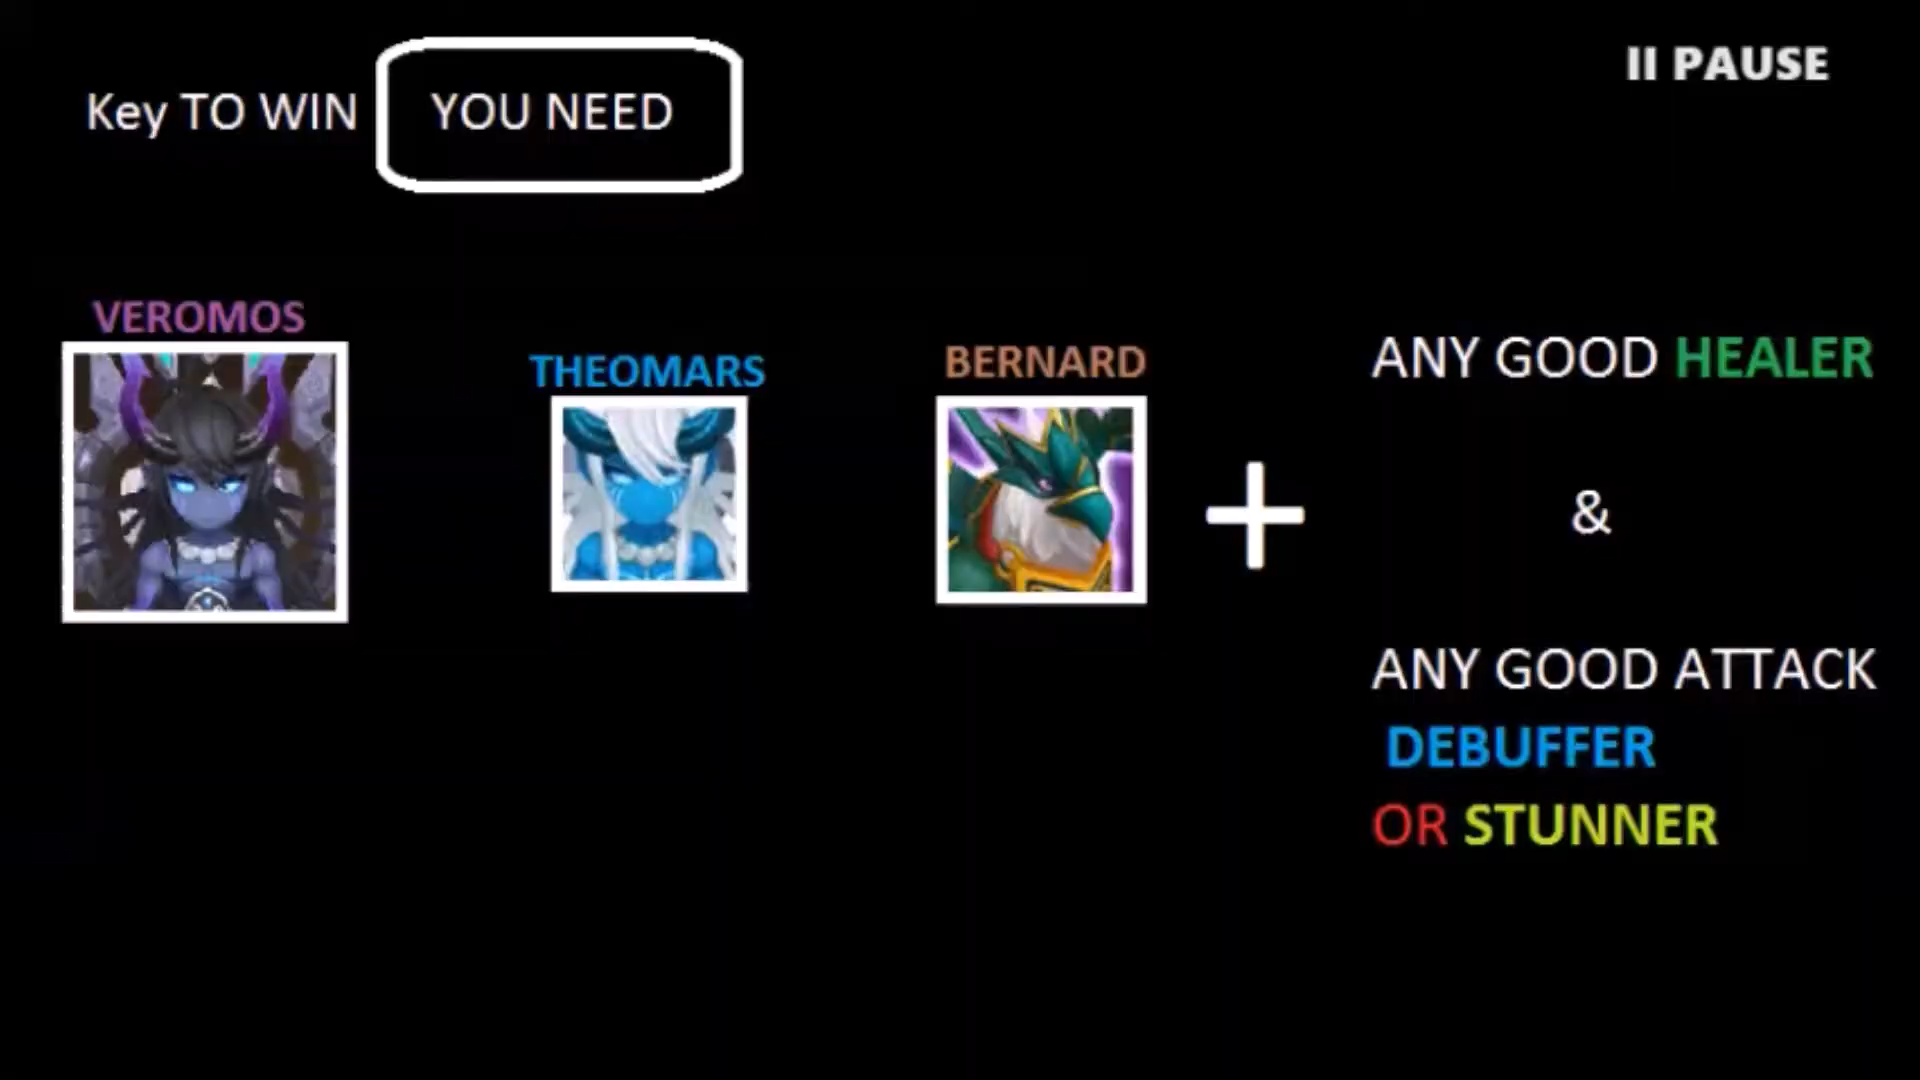 Key TO WIN YOU NEED
II PAUSE
VEROMOS
THEOMARS
BERNARD
+
ANY GOOD HEALER
&
ANY GOOD ATTACK
DEBUFFER
OR STUNNER